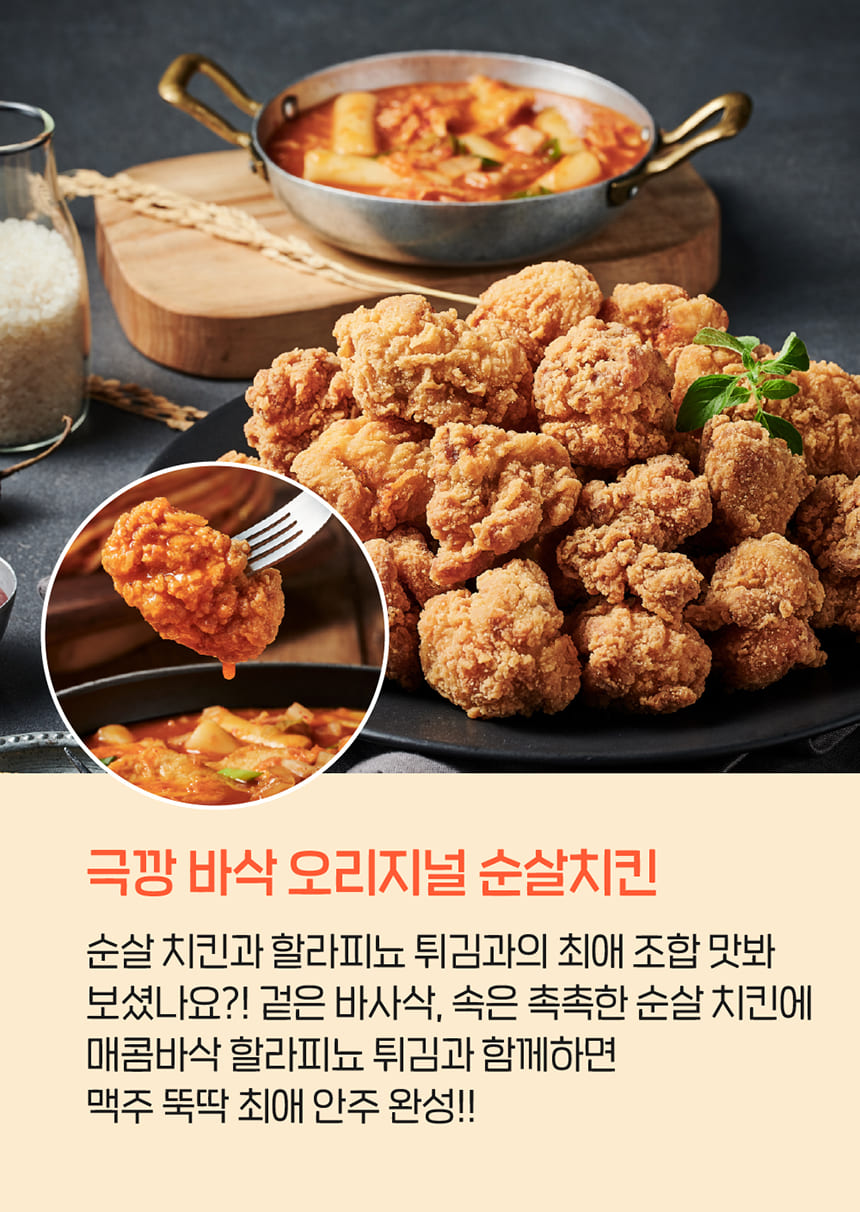 극강 바삭 오리지널 순살치킨
순살 치킨과 할라피뇨 튀김과의 최애 조합 맛봐
보셨나요?! 겉은 바사삭, 속은 촉촉한 순살 치킨에
매콤바삭 할라피뇨 튀김과 함께하면
맥주 뚝딱 최애 안주 완성!!